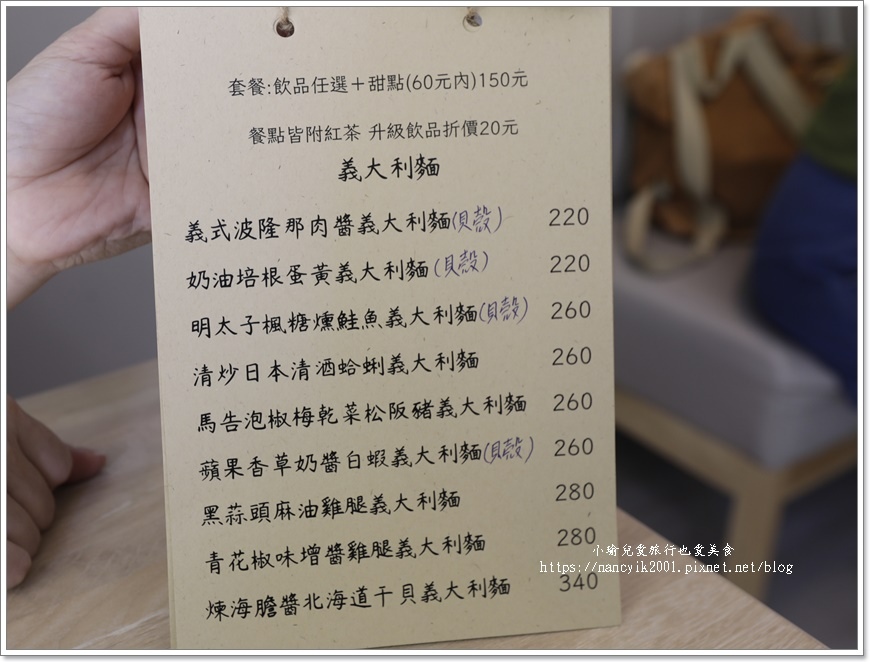 套餐:飲品任選＋甜點(60元內)150元
餐點皆附紅茶 升級飲品折價20元
義大利麵
義式波隆那肉醬義大利麵(貝殼) 220
奶油培根蛋黃義大利麵(貝殼) 220
明太子楓糖燻鮭魚義大利麵(貝殼) 260
清炒日本清酒蛤蜊義大利麵 260
馬告泡椒梅乾菜松阪豬義大利麵 260
蘋果香草奶醬白蝦義大利麵(貝殼) 260
黑蒜頭麻油雞腿義大利麵 280
青花椒味增醬雞腿義大利麵 280
煉海膽醬北海道干貝義大利麵 340
小瑜兒愛旅行也愛美食
https://nancyik2001.pixnet.net/blog